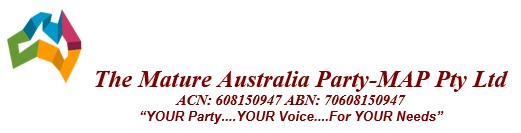 The Mature Australia Party-MAP Pty Ltd
ACN: 608150947 ABN: 70608150947
“YOUR Party....YOUR Voice....For YOUR Needs”